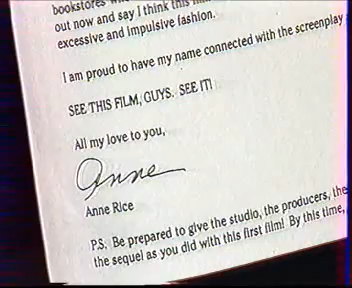 bookstores
out now and say I think this
excessive and impulsive fashion.
I am proud to have my name connected with the screenplay
SEE THIS FILM, GUYS. SEE IT!
All my love to you,
Anne
Anne Rice
P.S. Be prepared to give the studio, the producers, the
the sequel as you did with this first film! By this time,